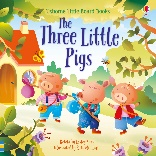 Usborne Little Board Books
The
Three Little
Pigs